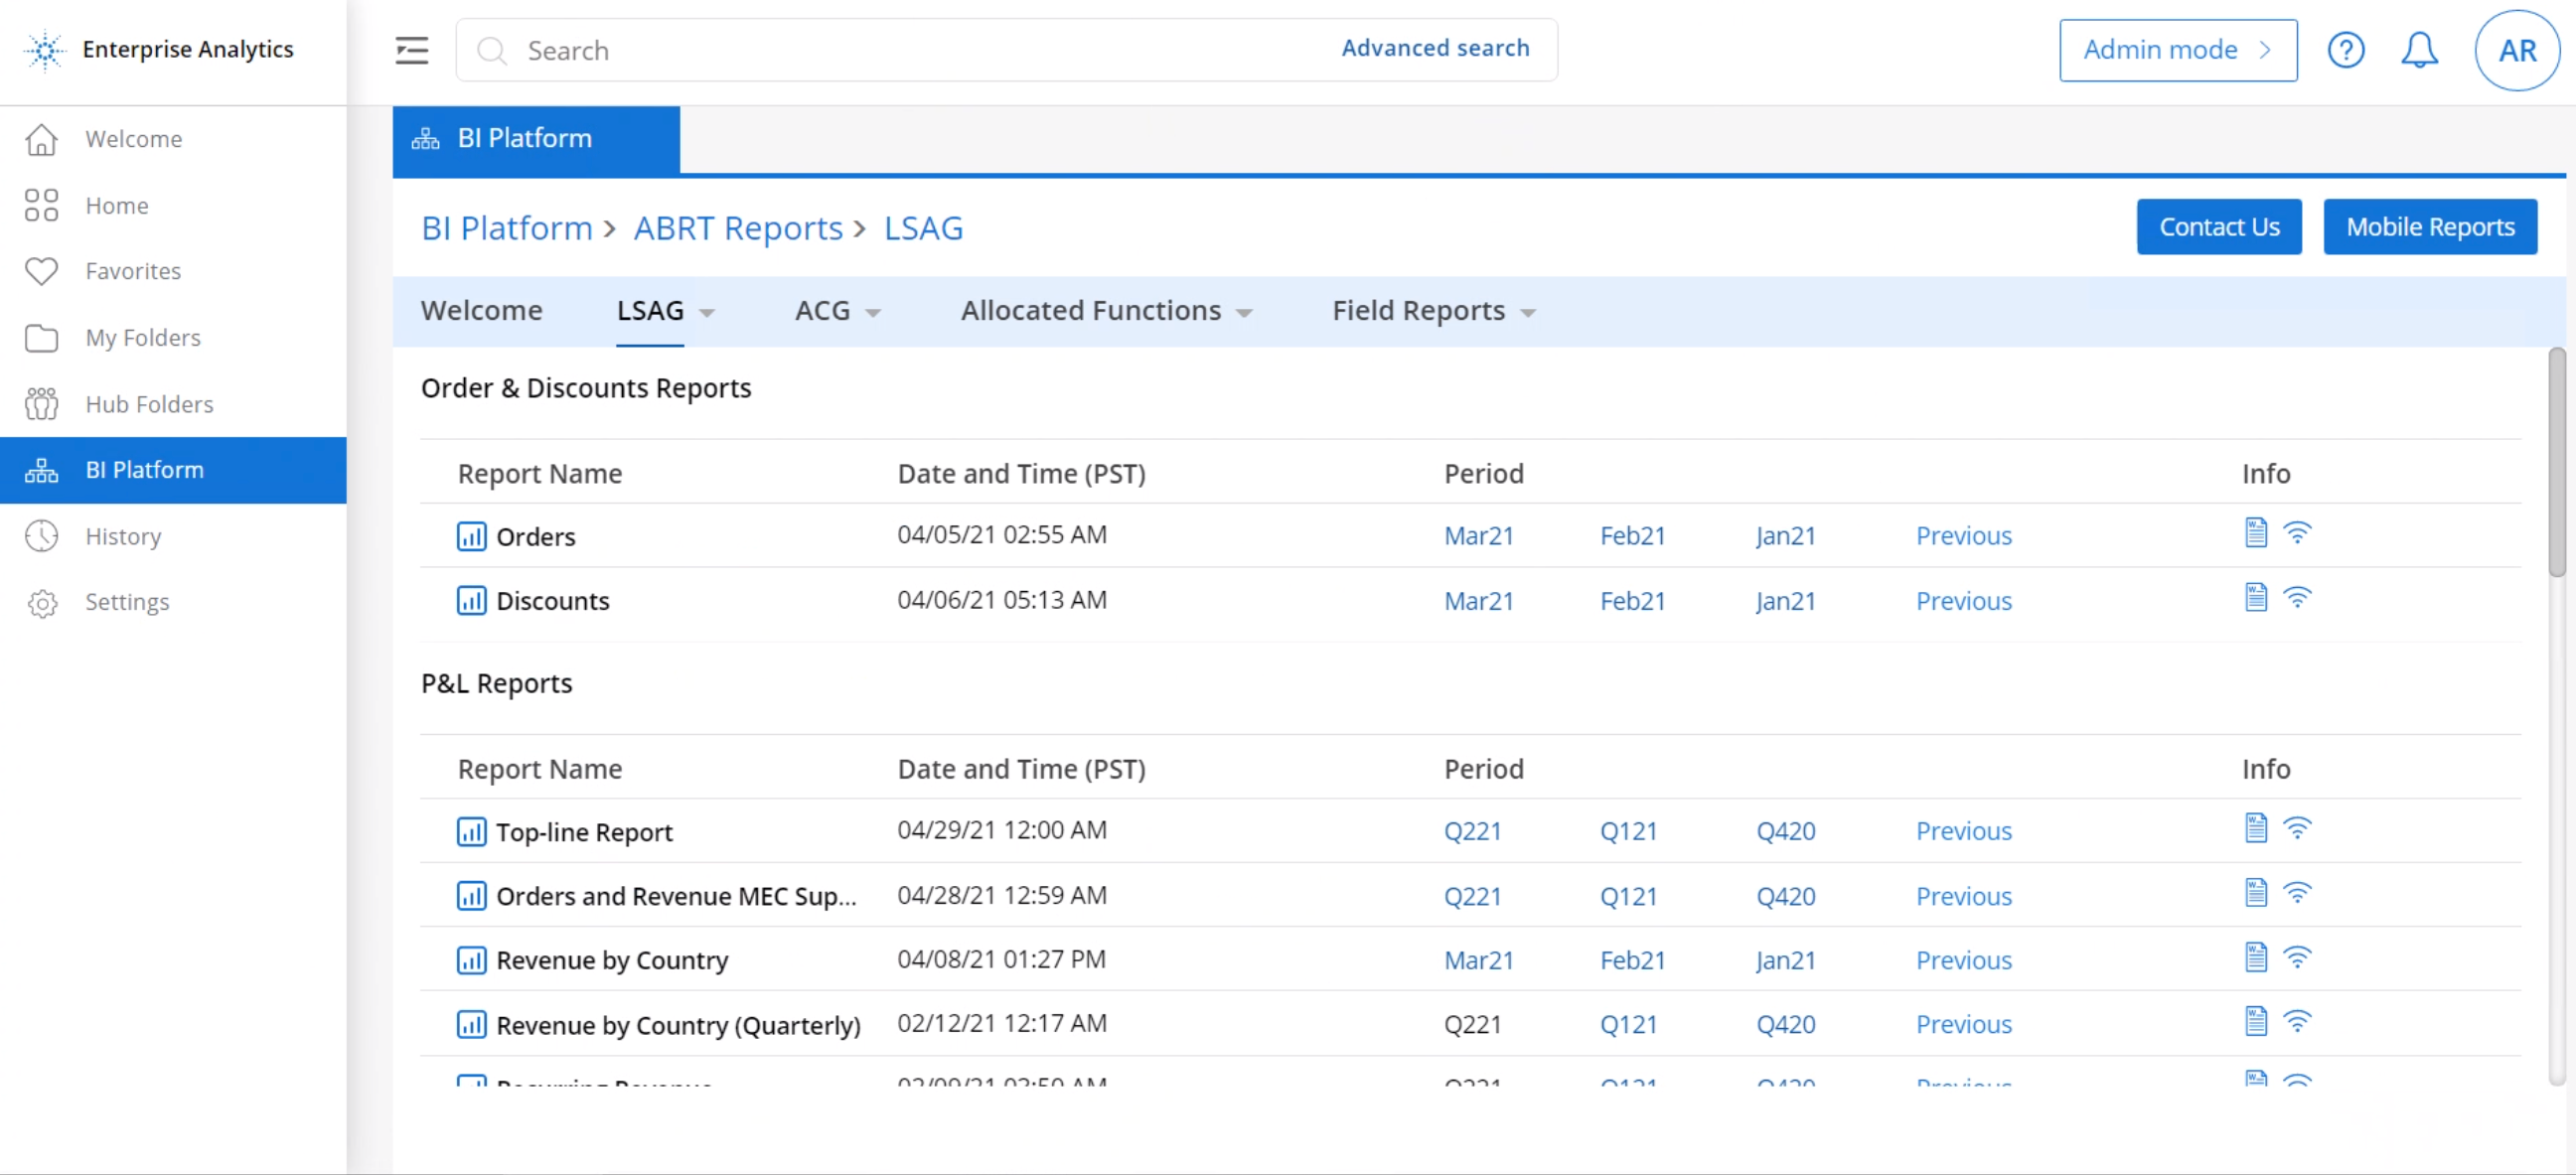 Enterprise Analytics
Search
Advanced search
Admin mode
AR
Welcome
Home
Favorites
My Folders
Hub Folders
BI Platform
History
Settings
BI Platform
BI Platform > ABRT Reports > LSAG
Contact Us
Mobile Reports
Welcome LSAG ACG Allocated Functions Field Reports
Order & Discounts Reports
Report Name Date and Time (PST) Period Info
Orders 04/05/21 02:55 AM Mar21 Feb21 Jan21 Previous
Discounts 04/06/21 05:13 AM Mar21 Feb21 Jan21 Previous
P&L Reports
Report Name Date and Time (PST) Period Info
Top-line Report 04/29/21 12:00 AM Q221 Q121 Q420 Previous
Orders and Revenue MEC Sup... 04/28/21 12:59 AM Q221 Q121 Q420 Previous
Revenue by Country 04/08/21 01:27 PM Mar21 Feb21 Jan21 Previous
Revenue by Country (Quarterly) 02/12/21 12:17 AM Q221 Q121 Q420 Previous
Recurring Revenue Q221 Q121 Q420 Previous